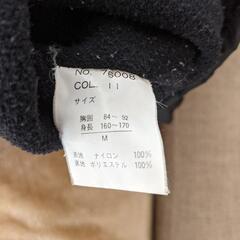 No. 76008
COL. 11
サイズ
胸囲 84〜92
身長 160〜170
M
表地 ナイロン 100%
裏地 ポリエステル 100%